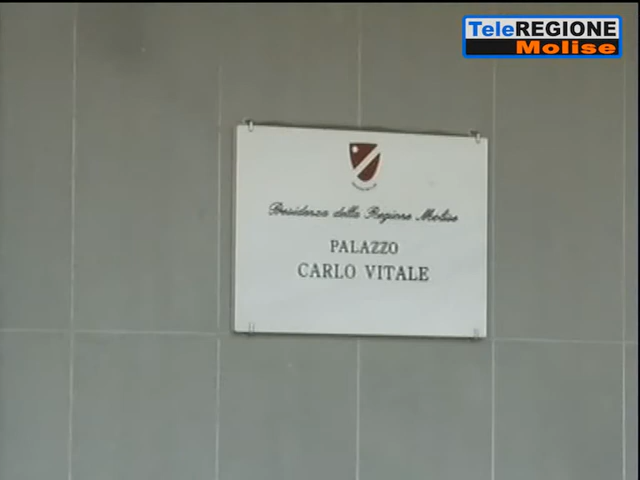 TeleREGIONE
Molise
Presidenza della Regione Molise
PALAZZO
CARLO VITALE